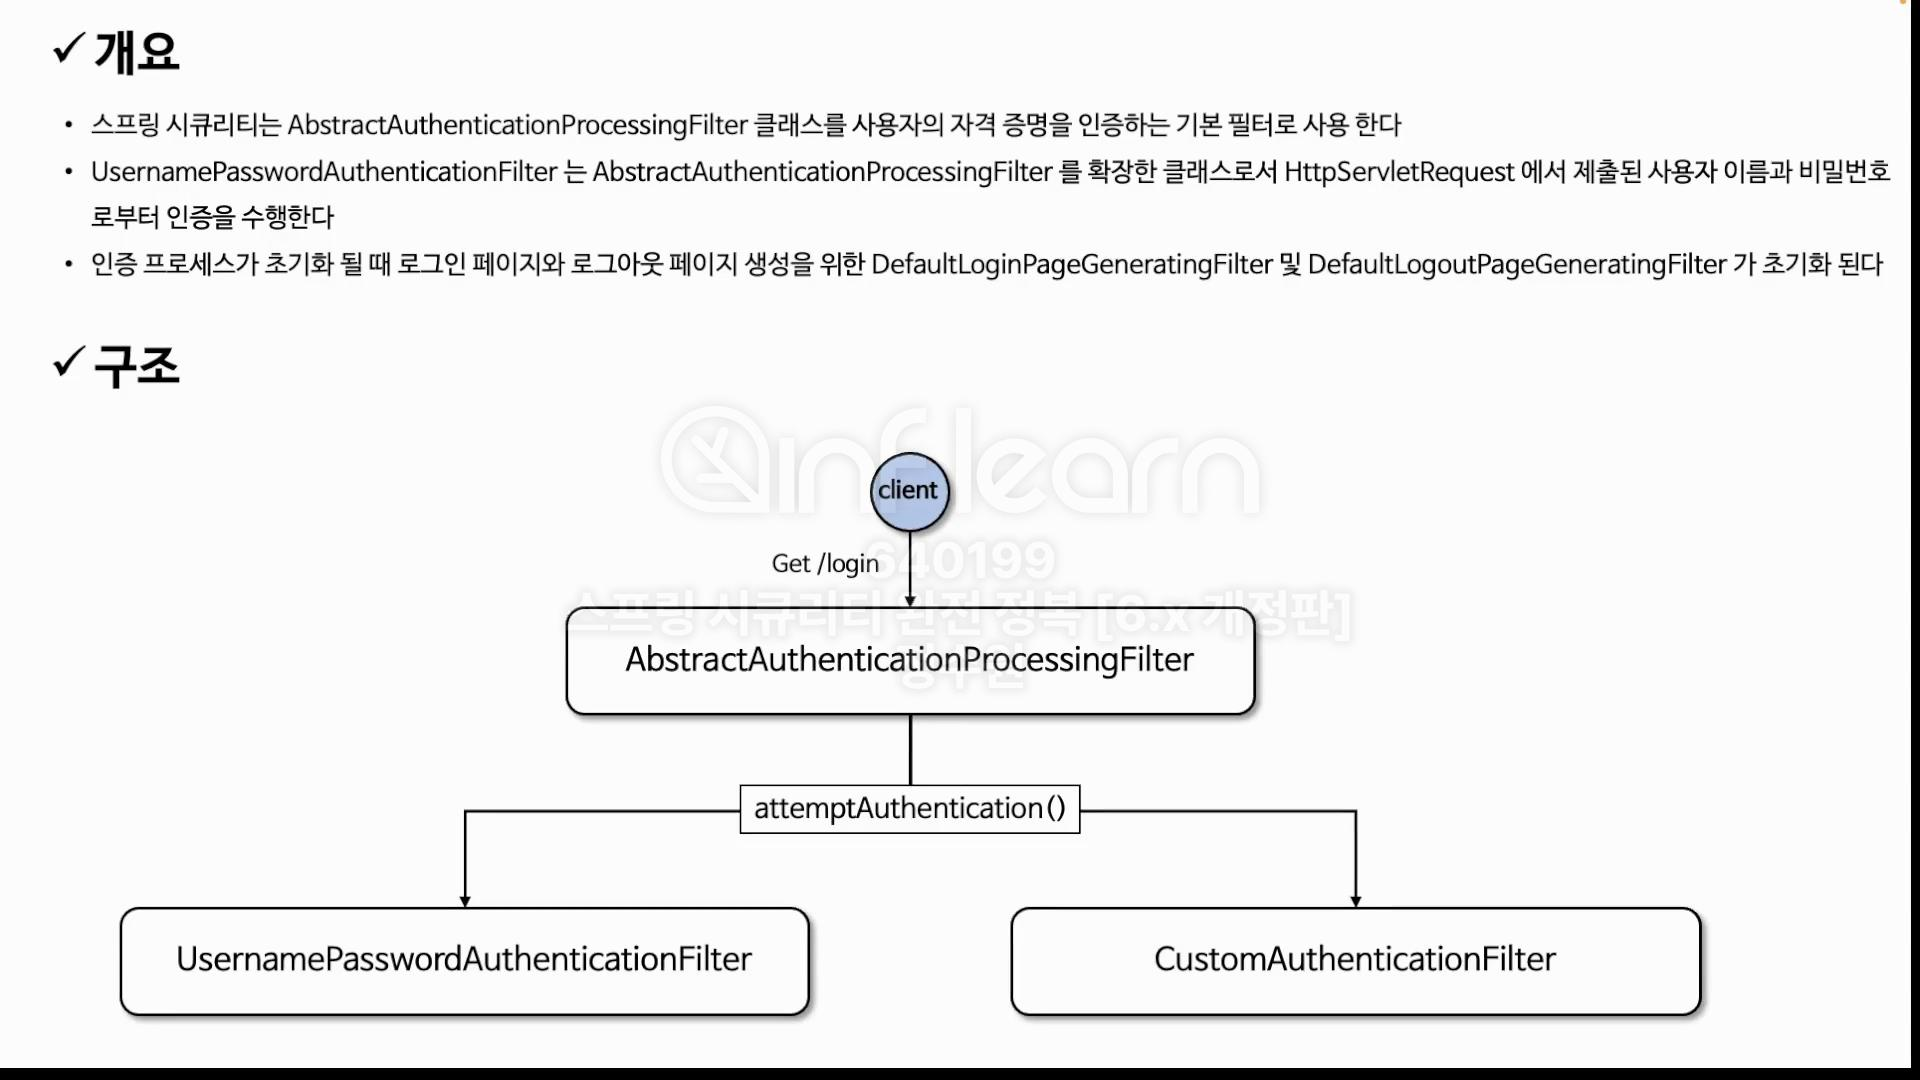 ✓ 개요
• 스프링 시큐리티는 AbstractAuthenticationProcessingFilter 클래스를 사용자의 자격 증명을 인증하는 기본 필터로 사용 한다
• UsernamePasswordAuthenticationFilter 는 AbstractAuthenticationProcessingFilter 를 확장한 클래스로서 HttpServletRequest 에서 제출된 사용자 이름과 비밀번호
로부터 인증을 수행한다
• 인증 프로세스가 초기화 될 때 로그인 페이지와 로그아웃 페이지 생성을 위한 DefaultLoginPageGeneratingFilter 및 DefaultLogoutPageGeneratingFilter 가 초기화 된다
✓ 구조
inflearn
client
Get /login
640199
스프링 시큐리티 완전 정복 [6.x 개정판]
AbstractAuthenticationProcessingFilter
attemptAuthentication()
UsernamePasswordAuthenticationFilter
CustomAuthenticationFilter